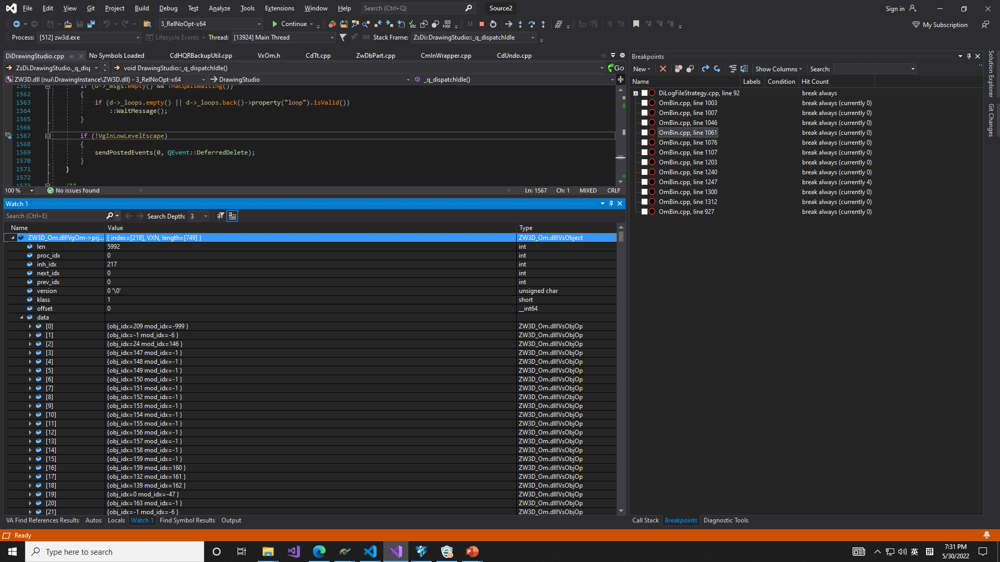 File Edit View Git Project Build Debug Test Analyze Tools Extensions Window Help Search (Ctrl+Q) Source2 Sign in
3_RelNoOpt-x64 Continue My Subscription
Process: [512] zw3d.exe Lifecycle Events Thread: [13924] Main Thread Stack Frame: ZsDi::DrawingStudio::_q_dispatchIdle
DiDrawingStudio.cpp No Symbols Loaded CdHQRBackupUtil.cpp VxOm.h CdTt.cpp ZwDbPart.cpp CmInWrapper.cpp CdUndo.cpp
ZsDi.DrawingStudio._q_disp void DrawingStudio::_q_dispatchIdle() Go
ZW3D.dll (nui\DrawingInstance\ZW3D.dll) - 3_RelNoOpt-x64 DrawingStudio _q_dispatchIdle()
1561 if (d->_msgs.empty() && !MacQaIsWaiting())
1562 {
1563 if (d->_loops.empty() || d->_loops.back()->property("loop").isValid())
1564 ::WaitMessage();
1565 }
1566
1567 if (!VgInLowLevelEscape)
1568 {
1569 sendPostedEvents(0, QEvent::DeferredDelete);
1570 }
1571 }
1572
1573 /**
100 % No issues found Ln: 1567 Ch: 1 MIXED CRLF
Watch 1
Search (Ctrl+E) Search Depth: 3
Name Value Type
ZW3D_Om.dll!VgOm->prj... { index=[218], VXN, length=[749] } ZW3D_Om.dll!VsObject
len 5992 int
proc_idx 0 int
inh_idx 217 int
next_idx 0 int
prev_idx 0 int
version 0 '\0' unsigned char
klass 1 short
offset 0 __int64
data
[0] {obj_idx=209 mod_idx=-999 } ZW3D_Om.dll!VsObjOp
[1] {obj_idx=-1 mod_idx=-6 } ZW3D_Om.dll!VsObjOp
[2] {obj_idx=24 mod_idx=146 } ZW3D_Om.dll!VsObjOp
[3] {obj_idx=147 mod_idx=-1 } ZW3D_Om.dll!VsObjOp
[4] {obj_idx=148 mod_idx=-1 } ZW3D_Om.dll!VsObjOp
[5] {obj_idx=149 mod_idx=-1 } ZW3D_Om.dll!VsObjOp
[6] {obj_idx=150 mod_idx=-1 } ZW3D_Om.dll!VsObjOp
[7] {obj_idx=151 mod_idx=-1 } ZW3D_Om.dll!VsObjOp
[8] {obj_idx=152 mod_idx=-1 } ZW3D_Om.dll!VsObjOp
[9] {obj_idx=153 mod_idx=-1 } ZW3D_Om.dll!VsObjOp
[10] {obj_idx=154 mod_idx=-1 } ZW3D_Om.dll!VsObjOp
[11] {obj_idx=155 mod_idx=-1 } ZW3D_Om.dll!VsObjOp
[12] {obj_idx=156 mod_idx=-1 } ZW3D_Om.dll!VsObjOp
[13] {obj_idx=157 mod_idx=-1 } ZW3D_Om.dll!VsObjOp
[14] {obj_idx=158 mod_idx=-1 } ZW3D_Om.dll!VsObjOp
[15] {obj_idx=159 mod_idx=-1 } ZW3D_Om.dll!VsObjOp
[16] {obj_idx=159 mod_idx=160 } ZW3D_Om.dll!VsObjOp
[17] {obj_idx=132 mod_idx=161 } ZW3D_Om.dll!VsObjOp
[18] {obj_idx=139 mod_idx=162 } ZW3D_Om.dll!VsObjOp
[19] {obj_idx=0 mod_idx=-47 } ZW3D_Om.dll!VsObjOp
[20] {obj_idx=163 mod_idx=-1 } ZW3D_Om.dll!VsObjOp
[21] {obj_idx=-1 mod_idx=-6 } ZW3D_Om.dll!VsObjOp
VA Find References Results Autos Locals Watch 1 Find Symbol Results Output
Breakpoints
New Show Columns Search:
Name Labels Condition Hit Count
DiLogFileStrategy.cpp, line 92 break always
OmBin.cpp, line 1003 break always (currently 0)
OmBin.cpp, line 1007 break always (currently 0)
OmBin.cpp, line 1046 break always (currently 0)
OmBin.cpp, line 1061 break always (currently 0)
OmBin.cpp, line 1076 break always (currently 0)
OmBin.cpp, line 1107 break always (currently 0)
OmBin.cpp, line 1203 break always (currently 0)
OmBin.cpp, line 1240 break always (currently 0)
OmBin.cpp, line 1247 break always (currently 4)
OmBin.cpp, line 1300 break always (currently 0)
OmBin.cpp, line 1312 break always (currently 0)
OmBin.cpp, line 927 break always (currently 0)
Call Stack Breakpoints Diagnostic Tools
Solution Explorer
Git Changes
Ready
Type here to search
英 拼
7:31 PM
5/30/2022